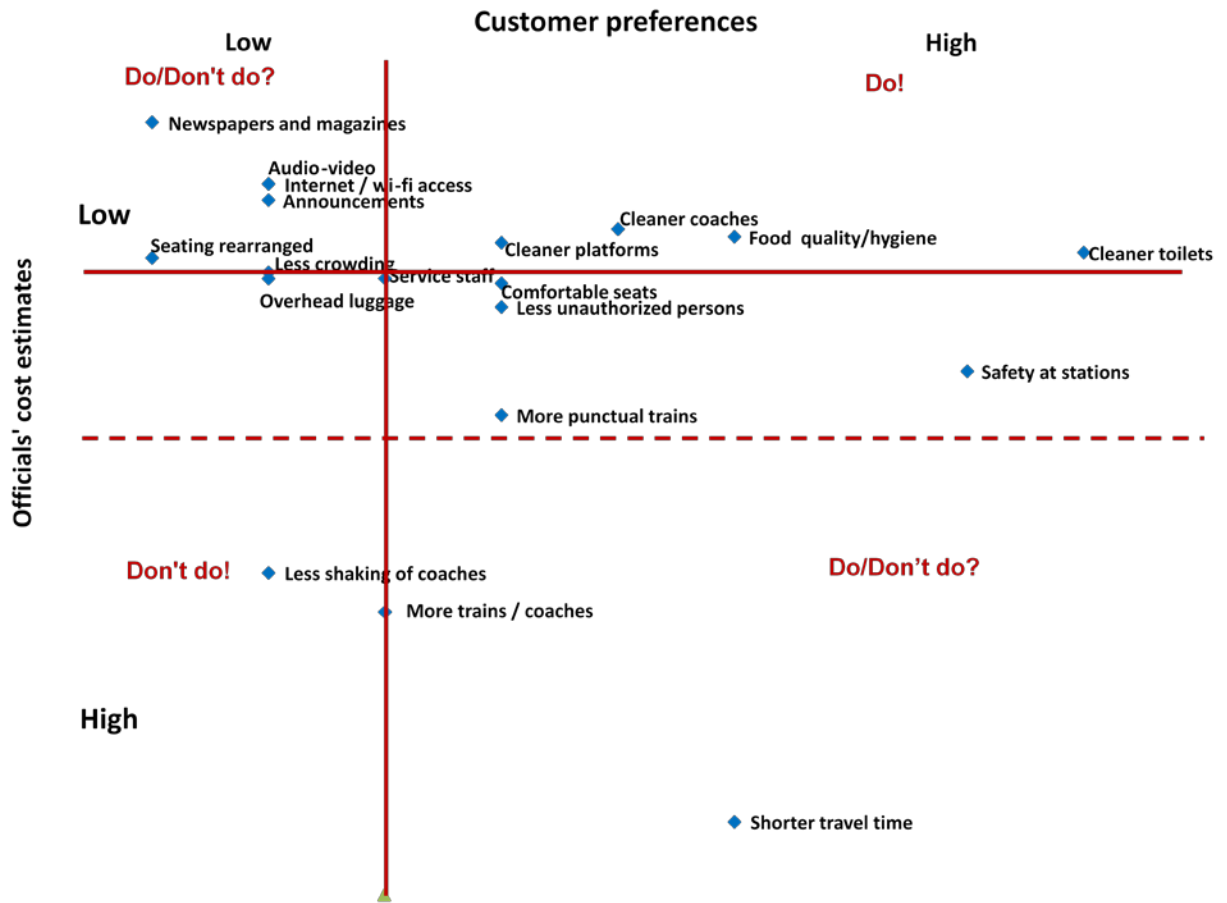 Customer preferences
Low
High
Do/Don't do?
Do!
Newspapers and magazines
Audio-video
Internet / wi-fi access
Announcements
Low
Cleaner coaches
Food quality/hygiene
Seating rearranged
Cleaner platforms
Cleaner toilets
Less crowding
Service staff
Overhead luggage
Comfortable seats
Less unauthorized persons
Officials' cost estimates
Safety at stations
More punctual trains
Don't do!
Less shaking of coaches
Do/Don’t do?
More trains / coaches
High
Shorter travel time